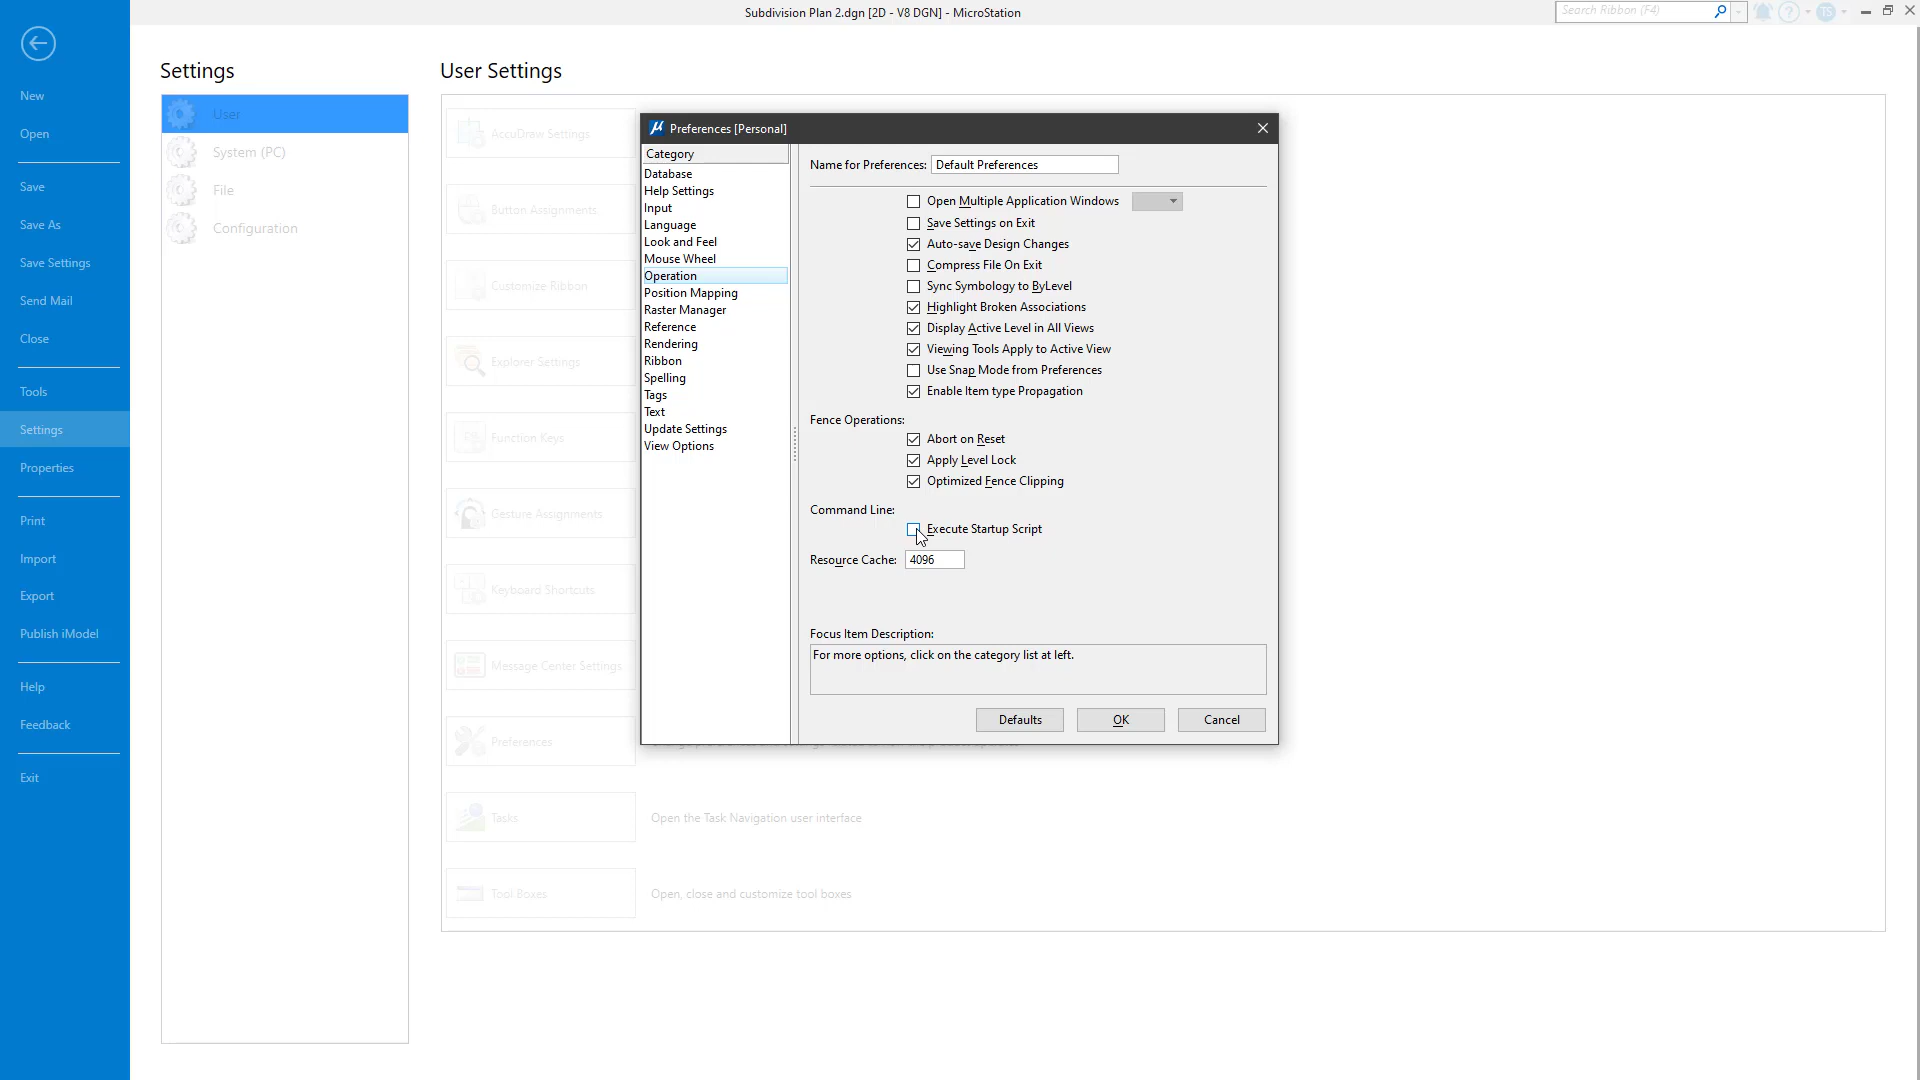 Subdivision Plan 2.dgn [2D - V8 DGN] - MicroStation
Search Ribbon (F4)
TS
New
Open
Save
Save As
Save Settings
Send Mail
Close
Tools
Settings
Properties
Print
Import
Export
Publish iModel
Help
Feedback
Exit
Settings
User
System (PC)
File
Configuration
User Settings
AccuDraw Settings
Button Assignments
Customize Ribbon
Explorer Settings
Function Keys
Gesture Assignments
Keyboard Shortcuts
Message Center Settings
Preferences
Tasks
Open the Task Navigation user interface
Tool Boxes
Open, close and customize tool boxes
Preferences [Personal]
Category
Database
Help Settings
Input
Language
Look and Feel
Mouse Wheel
Operation
Position Mapping
Raster Manager
Reference
Rendering
Ribbon
Spelling
Tags
Text
Update Settings
View Options
Name for Preferences: Default Preferences
Open Multiple Application Windows
Save Settings on Exit
Auto-save Design Changes
Compress File On Exit
Sync Symbology to ByLevel
Highlight Broken Associations
Display Active Level in All Views
Viewing Tools Apply to Active View
Use Snap Mode from Preferences
Enable Item type Propagation
Fence Operations:
Abort on Reset
Apply Level Lock
Optimized Fence Clipping
Command Line:
Execute Startup Script
Resource Cache: 4096
Focus Item Description:
For more options, click on the category list at left.
Defaults
OK
Cancel